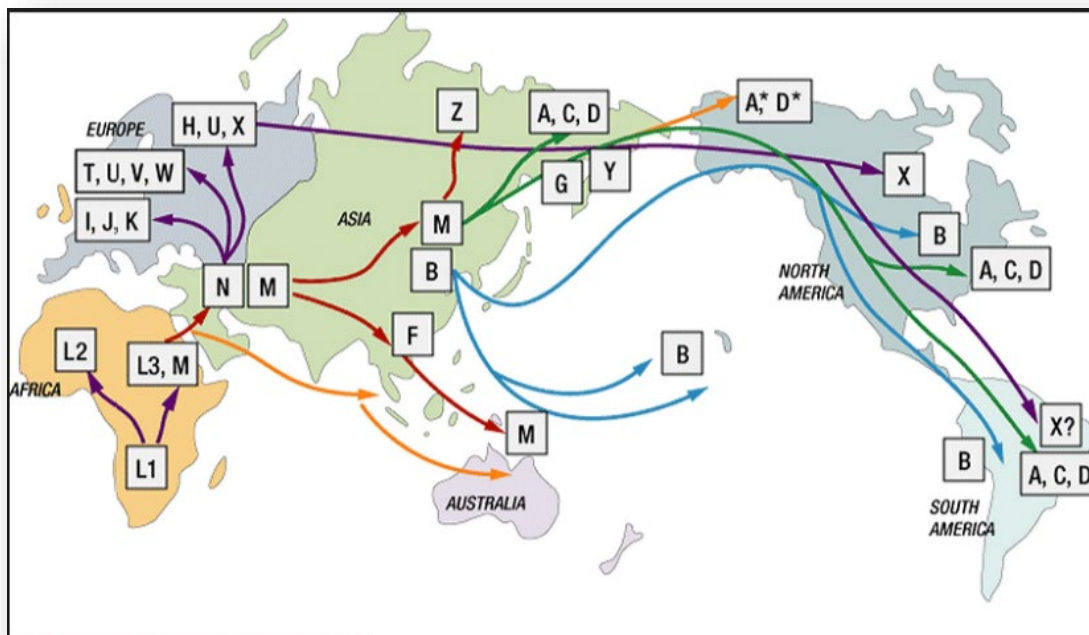 Z
A, C, D
A,* D*
EUROPE
H, U, X
T, U, V, W
G
Y
X
I, J, K
ASIA
M
B
B
N
M
NORTH
AMERICA
A, C, D
L2
L3, M
F
B
AFRICA
M
X?
L1
B
A, C, D
AUSTRALIA
SOUTH
AMERICA